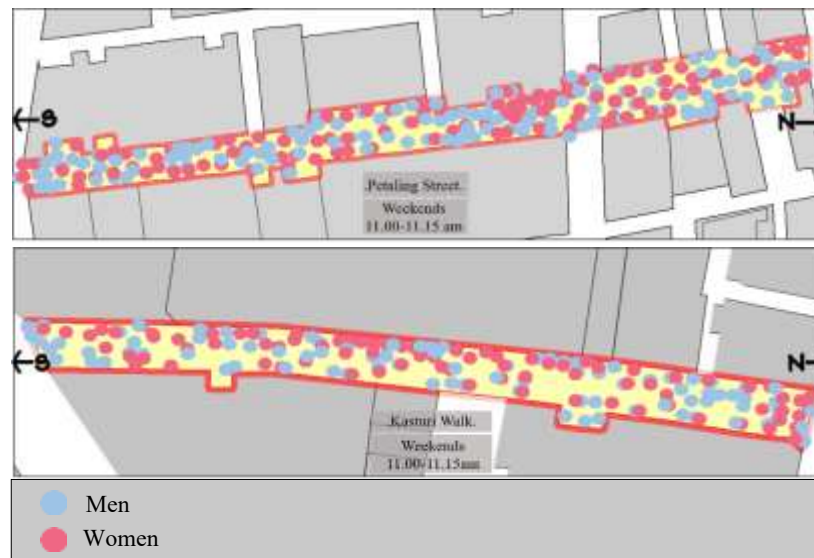 S
N
.Petaling Street.
Weekends
11.00-11.15 am
S
N
.Kasturi Walk.
Weekends
11.00-11.15am
Men
Women